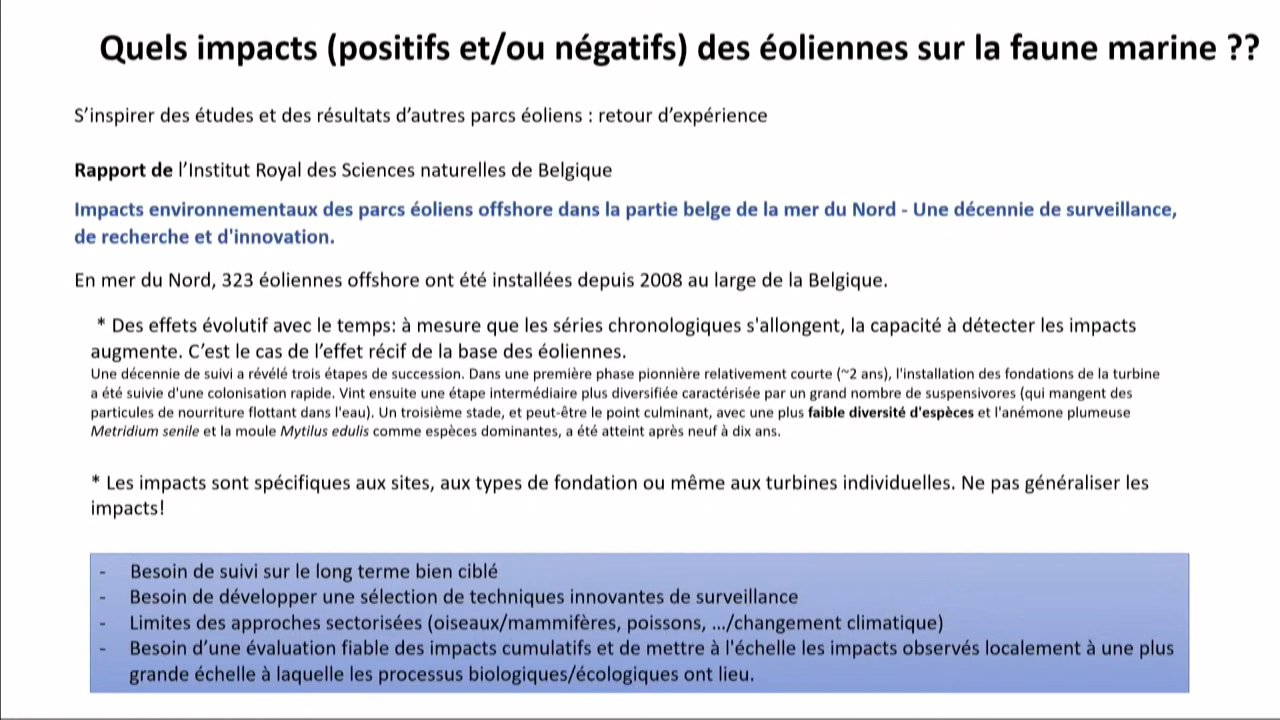 Quels impacts (positifs et/ou négatifs) des éoliennes sur la faune marine ??
S’inspirer des études et des résultats d’autres parcs éoliens : retour d’expérience
Rapport de l’Institut Royal des Sciences naturelles de Belgique
Impacts environnementaux des parcs éoliens offshore dans la partie belge de la mer du Nord - Une décennie de surveillance,
de recherche et d'innovation.
En mer du Nord, 323 éoliennes offshore ont été installées depuis 2008 au large de la Belgique.
* Des effets évolutif avec le temps: à mesure que les séries chronologiques s'allongent, la capacité à détecter les impacts
augmente. C’est le cas de l’effet récif de la base des éoliennes.
Une décennie de suivi a révélé trois étapes de succession. Dans une première phase pionnière relativement courte (~2 ans), l'installation des fondations de la turbine
a été suivie d'une colonisation rapide. Vint ensuite une étape intermédiaire plus diversifiée caractérisée par un grand nombre de suspensivores (qui mangent des
particules de nourriture flottant dans l'eau). Un troisième stade, et peut-être le point culminant, avec une plus faible diversité d'espèces et l'anémone plumeuse
Metridium senile et la moule Mytilus edulis comme espèces dominantes, a été atteint après neuf à dix ans.
* Les impacts sont spécifiques aux sites, aux types de fondation ou même aux turbines individuelles. Ne pas généraliser les
impacts!
- Besoin de suivi sur le long terme bien ciblé
- Besoin de développer une sélection de techniques innovantes de surveillance
- Limites des approches sectorisées (oiseaux/mammifères, poissons, …/changement climatique)
- Besoin d’une évaluation fiable des impacts cumulatifs et de mettre à l'échelle les impacts observés localement à une plus
grande échelle à laquelle les processus biologiques/écologiques ont lieu.